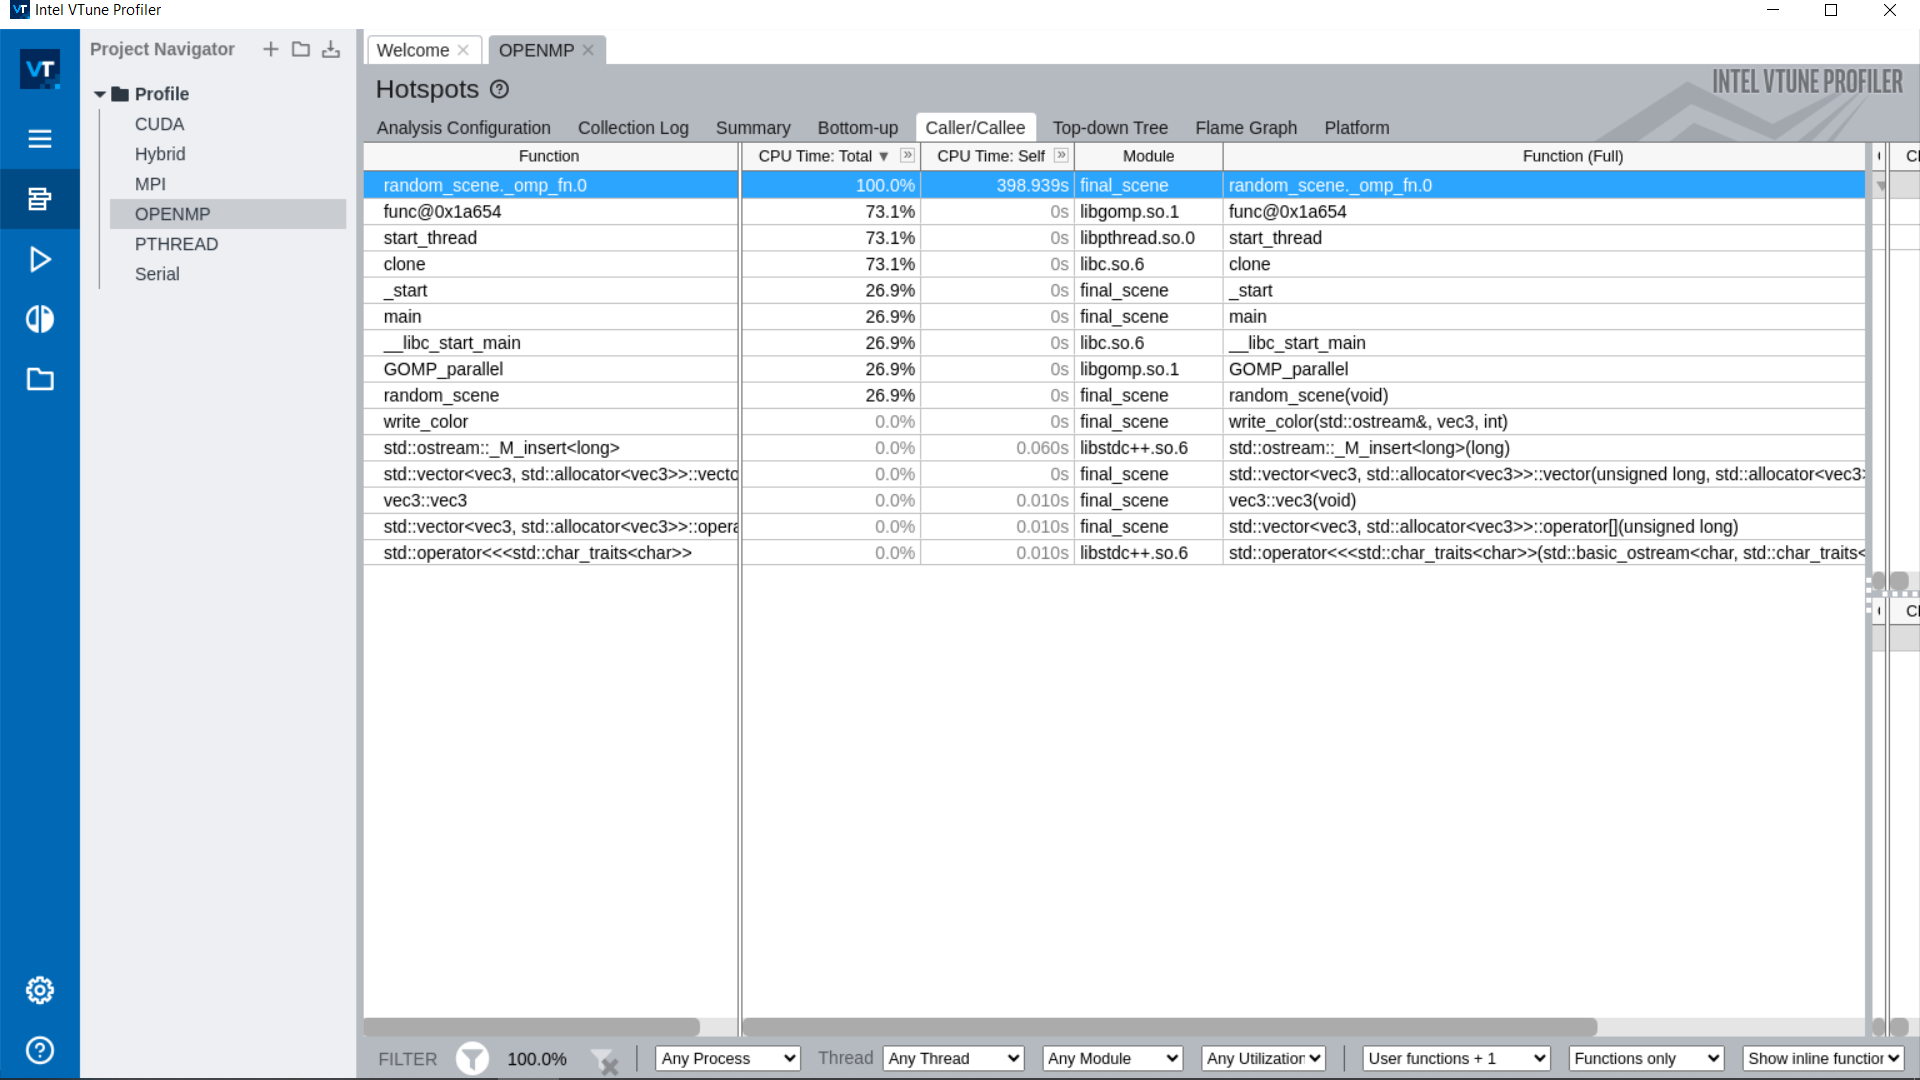 VT Intel VTune Profiler
VT
Project Navigator
Profile
CUDA
Hybrid
MPI
OPENMP
PTHREAD
Serial
Welcome
OPENMP
Hotspots
INTEL VTUNE PROFILER
Analysis Configuration Collection Log Summary Bottom-up Caller/Callee Top-down Tree Flame Graph Platform
Function CPU Time: Total CPU Time: Self Module Function (Full)
random_scene._omp_fn.0 100.0% 398.939s final_scene random_scene._omp_fn.0
func@0x1a654 73.1% 0s libgomp.so.1 func@0x1a654
start_thread 73.1% 0s libpthread.so.0 start_thread
clone 73.1% 0s libc.so.6 clone
_start 26.9% 0s final_scene _start
main 26.9% 0s final_scene main
__libc_start_main 26.9% 0s libc.so.6 __libc_start_main
GOMP_parallel 26.9% 0s libgomp.so.1 GOMP_parallel
random_scene 26.9% 0s final_scene random_scene(void)
write_color 0.0% 0s final_scene write_color(std::ostream&, vec3, int)
std::ostream::_M_insert<long> 0.0% 0.060s libstdc++.so.6 std::ostream::_M_insert<long>(long)
std::vector<vec3, std::allocator<vec3>>::vecto 0.0% 0s final_scene std::vector<vec3, std::allocator<vec3>>::vector(unsigned long, std::allocator<vec3>
vec3::vec3 0.0% 0.010s final_scene vec3::vec3(void)
std::vector<vec3, std::allocator<vec3>>::opera 0.0% 0.010s final_scene std::vector<vec3, std::allocator<vec3>>::operator[](unsigned long)
std::operator<<<std::char_traits<char>> 0.0% 0.010s libstdc++.so.6 std::operator<<<std::char_traits<char>>(std::basic_ostream<char, std::char_traits<
FILTER 100.0% Any Process Thread Any Thread Any Module Any Utilization User functions + 1 Functions only Show inline function